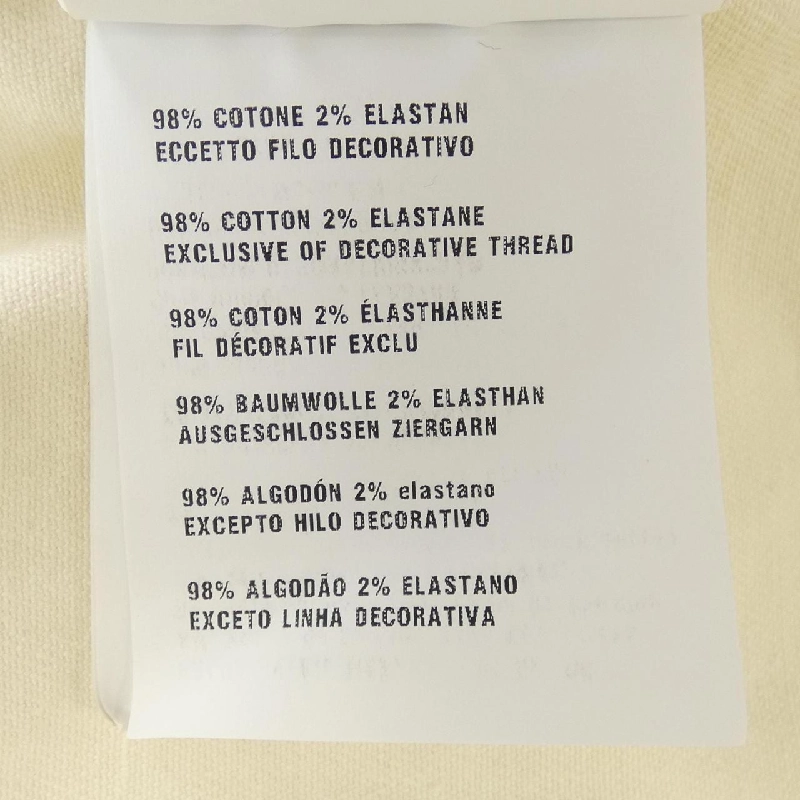 98% COTONE 2% ELASTAN
ECCETTO FILO DECORATIVO
98% COTTON 2% ELASTANE
EXCLUSIVE OF DECORATIVE THREAD
98% COTON 2% ÉLASTHANNE
FIL DÉCORATIF EXCLU
98% BAUMWOLLE 2% ELASTHAN
AUSGESCHLOSSEN ZIERGARN
98% ALGODÓN 2% elastano
EXCEPTO HILO DECORATIVO
98% ALGODÃO 2% ELASTANO
EXCETO LINHA DECORATIVA